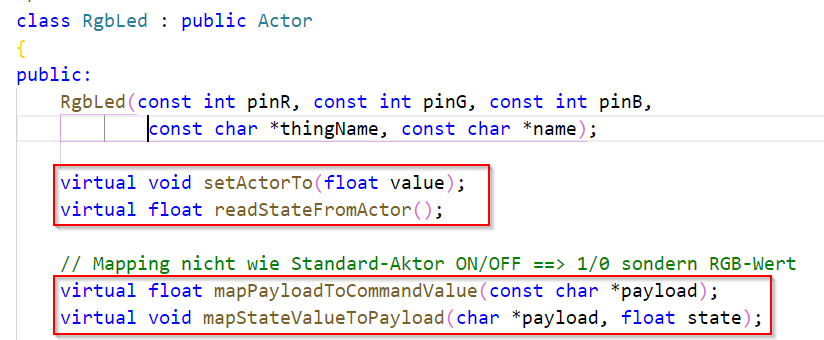 class RgbLed : public Actor
{
public:
RgbLed(const int pinR, const int pinG, const int pinB,
const char *thingName, const char *name);
virtual void setActorTo(float value);
virtual float readStateFromActor();
// Mapping nicht wie Standard-Aktor ON/OFF ==> 1/0 sondern RGB-Wert
virtual float mapPayloadToCommandValue(const char *payload);
virtual void mapStateValueToPayload(char *payload, float state);